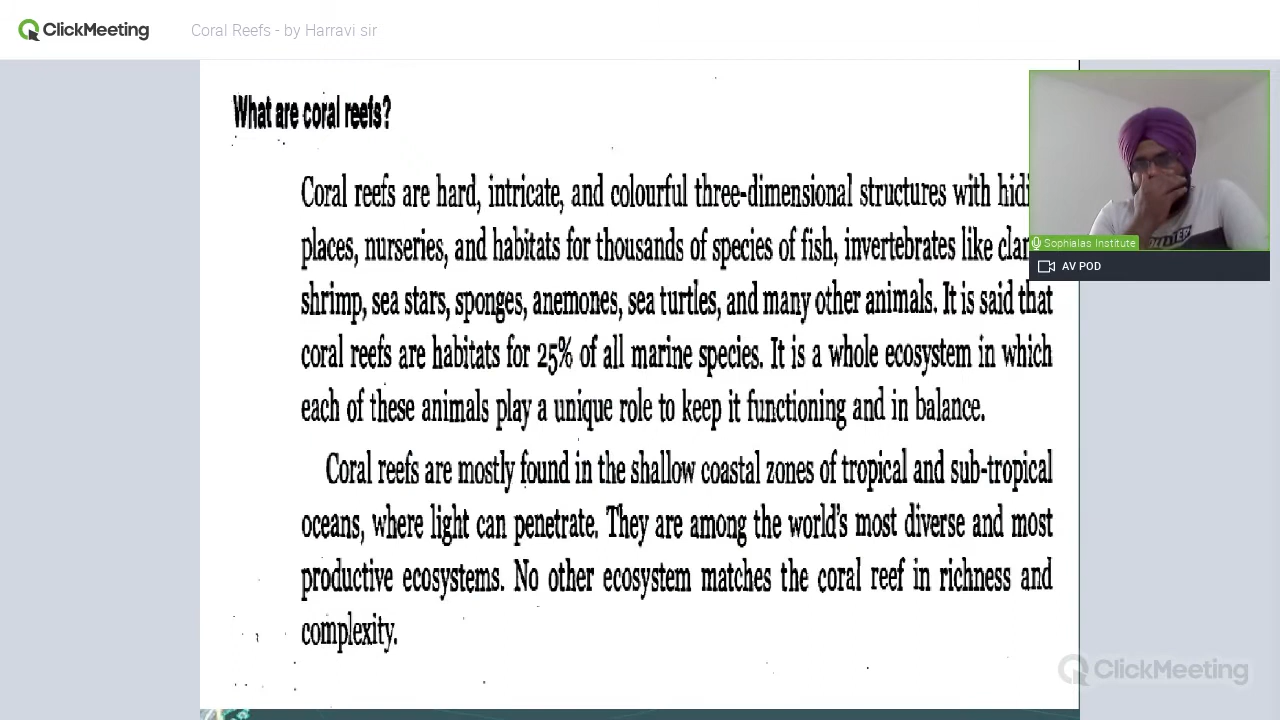 ClickMeeting
Coral Reefs - by Harravi sir
What are coral reefs?
Coral reefs are hard, intricate, and colourful three-dimensional structures with
places, nurseries, and habitats for thousands of species of fish, invertebrates like
shrimp, sea stars, sponges, anemones, sea turtles, and many other animals. It is said that
coral reefs are habitats for 25% of all marine species. It is a whole ecosystem in which
each of these animals play a unique role to keep it functioning and in balance.
Coral reefs are mostly found in the shallow coastal zones of tropical and sub-tropical
oceans, where light can penetrate. They are among the world's most diverse and most
productive ecosystems. No other ecosystem matches the coral reef in richness and
complexity.
Sophialas Institute
AV POD
ClickMeeting